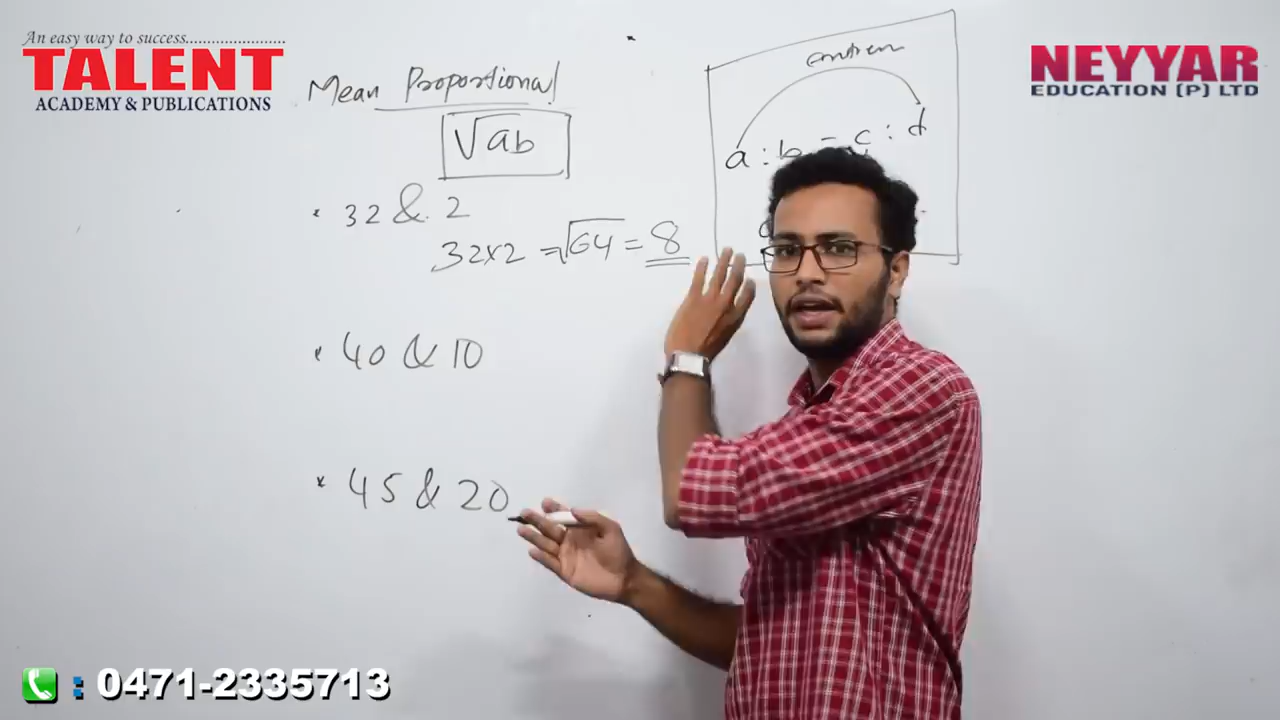 An easy way to success.......................
TALENT
ACADEMY & PUBLICATIONS
NEYYAR
EDUCATION (P) LTD
Mean Proportional
√ab
a : b = c : d
* 32 & 2
32x2 = √64 = 8
* 40 & 10
* 45 & 20
: 0471-2335713